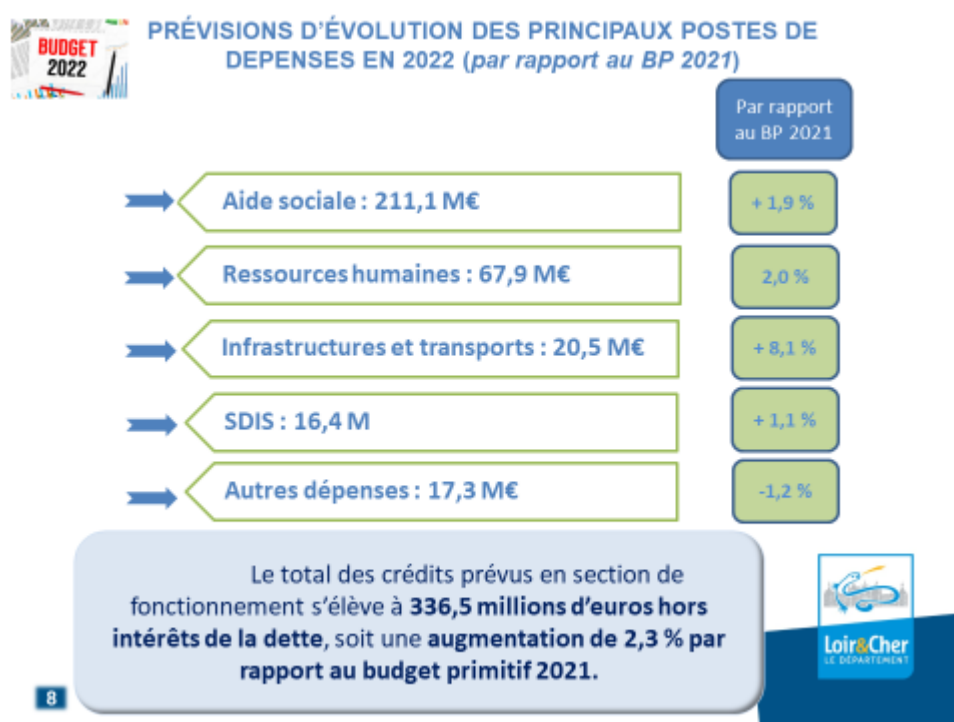 BUDGET
2022
PRÉVISIONS D'ÉVOLUTION DES PRINCIPAUX POSTES DE
DEPENSES EN 2022 (par rapport au BP 2021)
Par rapport
au BP 2021
Aide sociale : 211,1 M€
+ 1,9 %
Ressources humaines : 67,9 M€
2,0 %
Infrastructures et transports : 20,5 M€
+ 8,1 %
SDIS : 16,4 M
+ 1,1 %
Autres dépenses : 17,3 M€
-1,2 %
Le total des crédits prévus en section de
fonctionnement s'élève à 336,5 millions d'euros hors
intérêts de la dette, soit une augmentation de 2,3 % par
rapport au budget primitif 2021.
Loir&Cher
LE DÉPARTEMENT
8